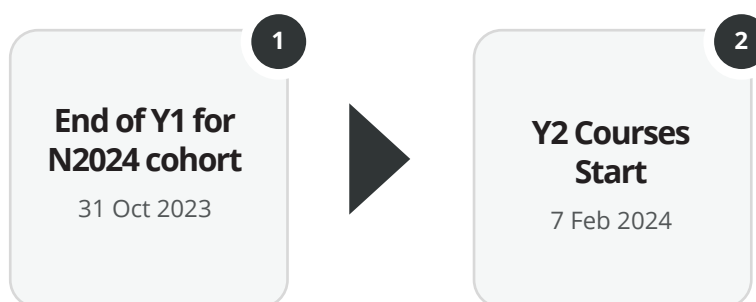 1
End of Y1 for
N2024 cohort
31 Oct 2023
2
Y2 Courses
Start
7 Feb 2024